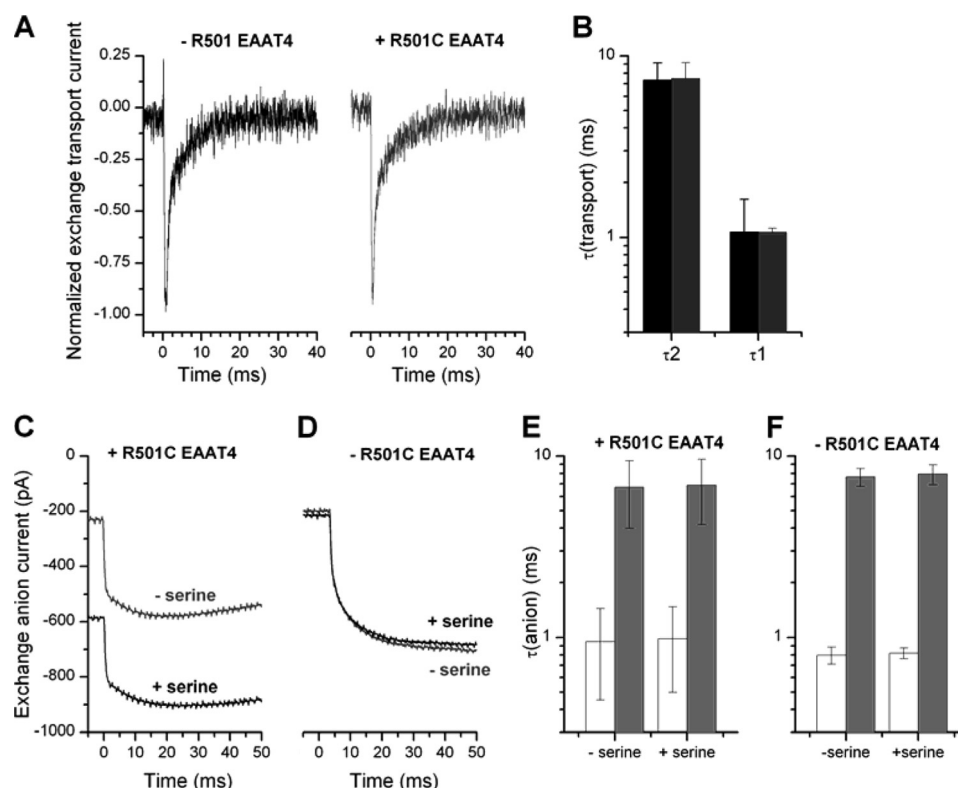 A
- R501 EAAT4
+ R501C EAAT4
Normalized exchange transport current
0.25
0.00
-0.25
-0.50
-0.75
-1.00
0 10 20 30 40
0 10 20 30 40
Time (ms)
Time (ms)
B
τ(transport) (ms)
10
1
τ2
τ1
C
+ R501C EAAT4
Exchange anion current (pA)
0
-200
-400
-600
-800
-1000
- serine
+ serine
0 10 20 30 40 50
Time (ms)
D
- R501C EAAT4
+ serine
- serine
0 10 20 30 40 50
Time (ms)
E
+ R501C EAAT4
τ(anion) (ms)
10
1
- serine
+ serine
F
- R501C EAAT4
10
1
-serine
+serine